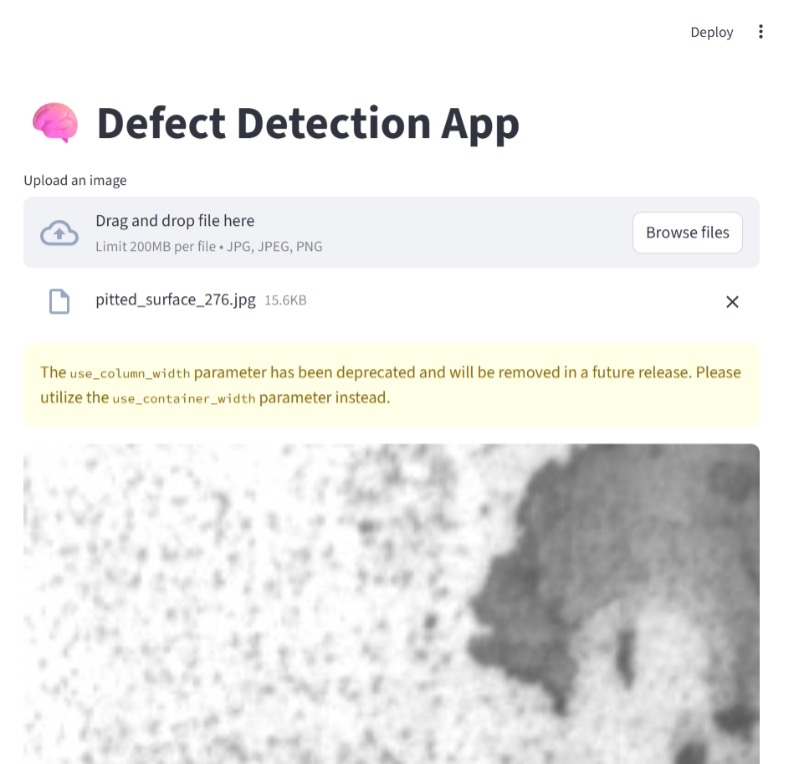 Deploy
Defect Detection App
Upload an image
Drag and drop file here
Limit 200MB per file • JPG, JPEG, PNG
Browse files
pitted_surface_276.jpg 15.6KB
The use_column_width parameter has been deprecated and will be removed in a future release. Please
utilize the use_container_width parameter instead.